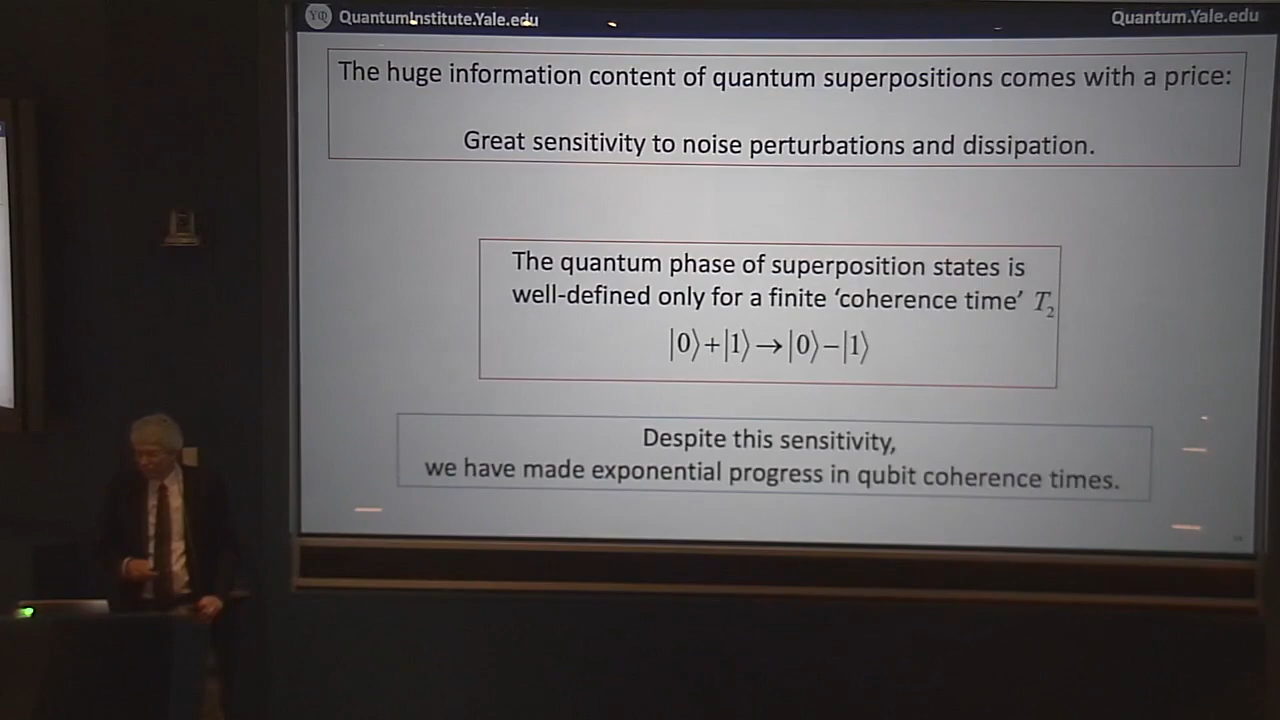 QuantumInstitute.Yale.edu
Quantum.Yale.edu
The huge information content of quantum superpositions comes with a price:
Great sensitivity to noise perturbations and dissipation.
The quantum phase of superposition states is
well-defined only for a finite ‘coherence time’ T₂
|0⟩+|1⟩→|0⟩−|1⟩
Despite this sensitivity,
we have made exponential progress in qubit coherence times.